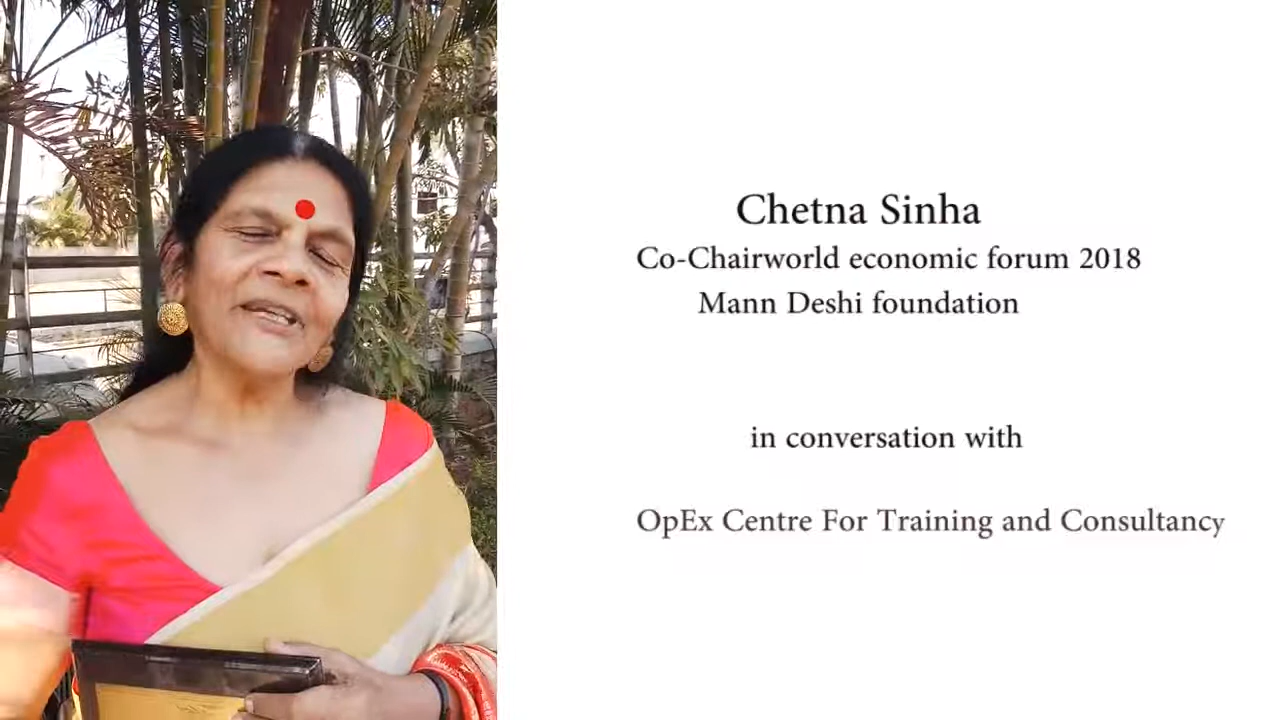 Chetna Sinha
Co-Chairworld economic forum 2018
Mann Deshi foundation
in conversation with
OpEx Centre For Training and Consultancy